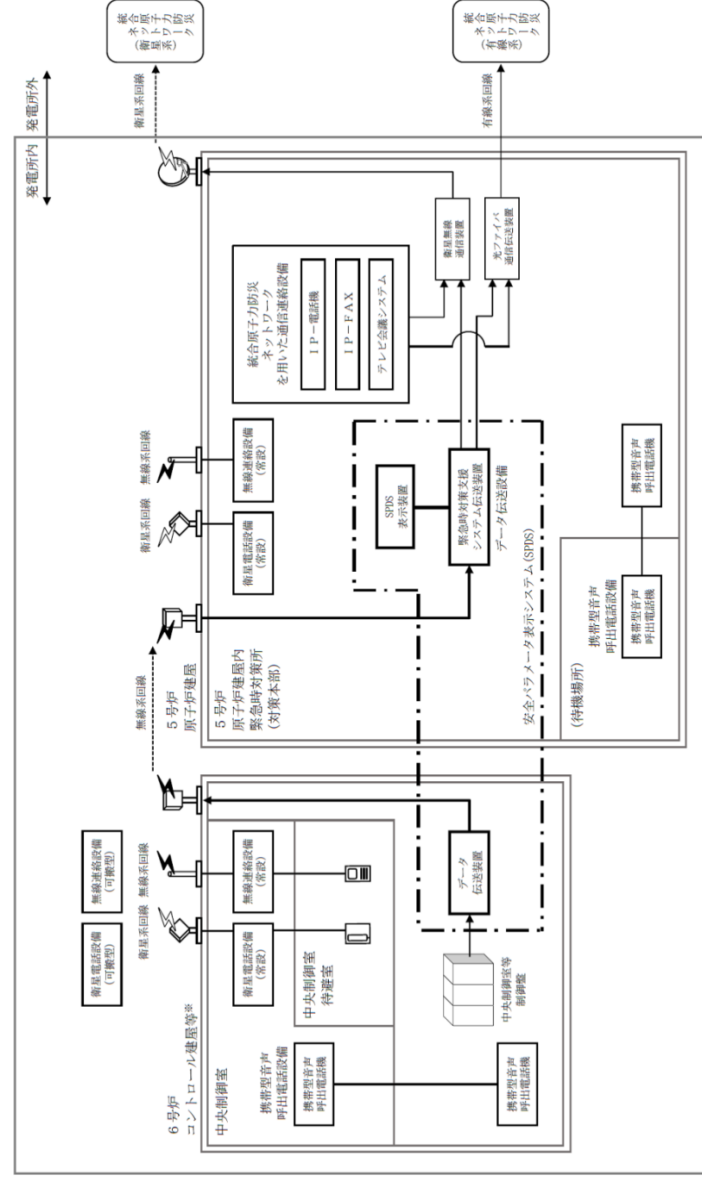 発電所内
発電所外
統合原子力防災
ネットワーク
(衛星系)
統合原子力防災
ネットワーク
(有線系)
衛星系回線
有線系回線
衛星電話設備
(可搬型)
無線連絡設備
(可搬型)
衛星系回線
無線系回線
無線系回線
衛星系回線
無線系回線
6号炉
コントロール建屋等※
中央制御室
衛星電話設備
(常設)
無線連絡設備
(常設)
中央制御室
待避室
携帯型音声
呼出電話設備
携帯型音声
呼出電話機
携帯型音声
呼出電話機
中央制御室等
制御盤
データ
伝送装置
5号炉
原子炉建屋
5号炉
原子炉建屋内
緊急時対策所
(対策本部)
衛星電話設備
(常設)
無線連絡設備
(常設)
統合原子力防災
ネットワーク
を用いた通信連絡設備
IP-電話機
IP-FAX
テレビ会議システム
衛星無線
通信装置
光ファイバ
通信伝送装置
SPDS
表示装置
緊急時対策支援
システム伝送装置
データ伝送設備
安全パラメータ表示システム(SPDS)
(待機場所)
携帯型音声
呼出電話設備
携帯型音声
呼出電話機
携帯型音声
呼出電話機